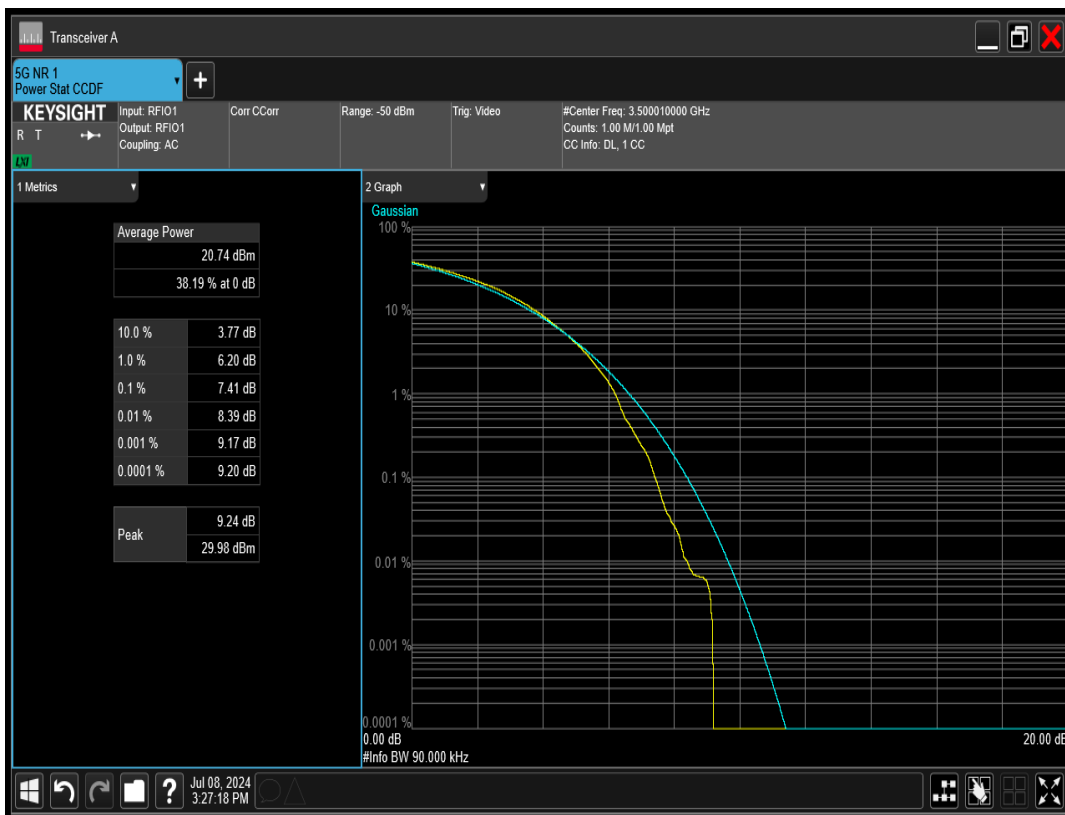 Transceiver A
5G NR 1
Power Stat CCDF
+
KEYSIGHT
R T
LXI
Input: RFIO1
Output: RFIO1
Coupling: AC
Corr CCorr
Range: -50 dBm
Trig: Video
#Center Freq: 3.500010000 GHz
Counts: 1.00 M/1.00 Mpt
CC Info: DL, 1 CC
1 Metrics
Average Power
20.74 dBm
38.19 % at 0 dB
10.0 % 3.77 dB
1.0 % 6.20 dB
0.1 % 7.41 dB
0.01 % 8.39 dB
0.001 % 9.17 dB
0.0001 % 9.20 dB
Peak
9.24 dB
29.98 dBm
2 Graph
Gaussian
100 %
10 %
1 %
0.1 %
0.01 %
0.001 %
0.0001 %
0.00 dB
20.00 dB
#Info BW 90.000 kHz
?
Jul 08, 2024
3:27:18 PM